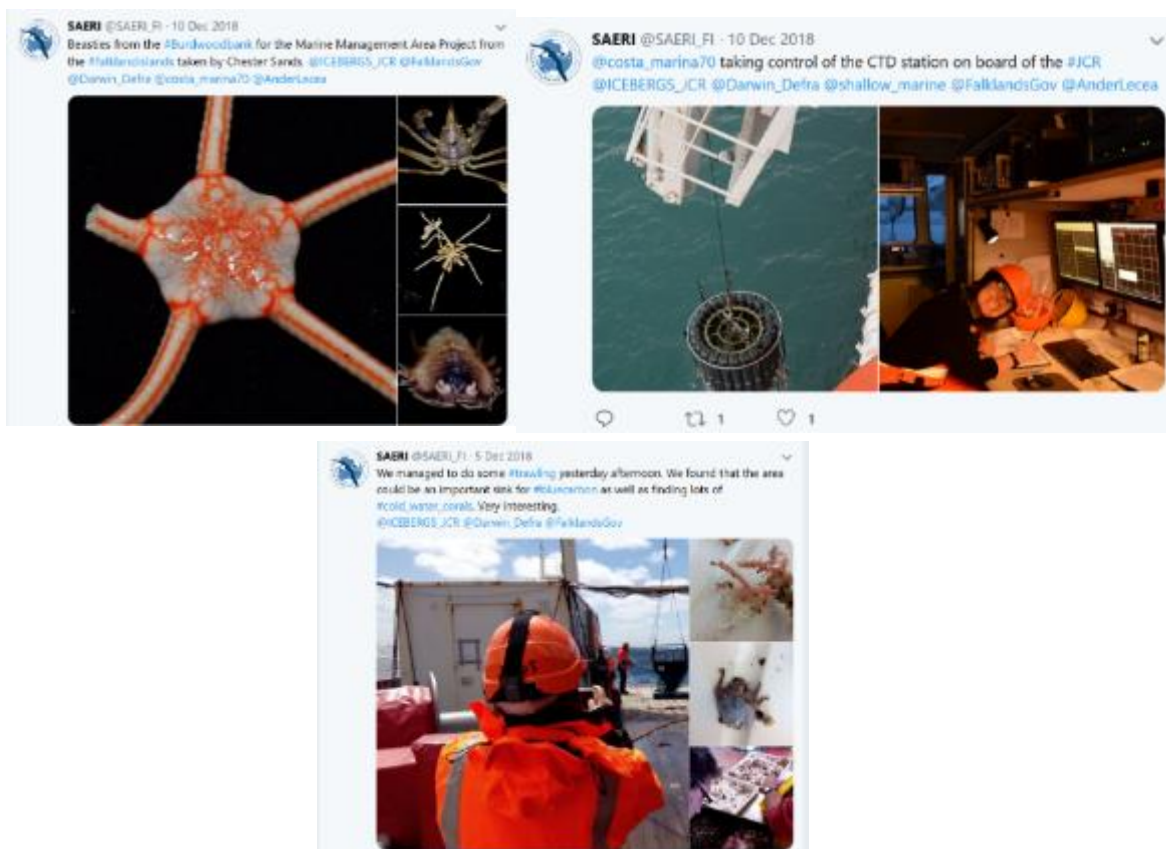 SAERI @SAERI_FI · 10 Dec 2018
Beasties from the #Burdwoodbank for the Marine Management Area Project from
the #FalklandIslands taken by Chester Sands. @ICEBERGS_JCR @FalklandsGov
@Darwin_Defra @costa_marina70 @AnderLecea
SAERI @SAERI_FI · 10 Dec 2018
@costa_marina70 taking control of the CTD station on board of the #JCR
@ICEBERGS_JCR @Darwin_Defra @shallow_marine @FalklandsGov @AnderLecea
1
1
SAERI @SAERI_FI · 5 Dec 2018
We managed to do some #trawling yesterday afternoon. We found that the area
could be an important sink for #bluecarbon as well as finding lots of
#cold_water_corals. Very interesting.
@ICEBERGS_JCR @Darwin_Defra @FalklandsGov